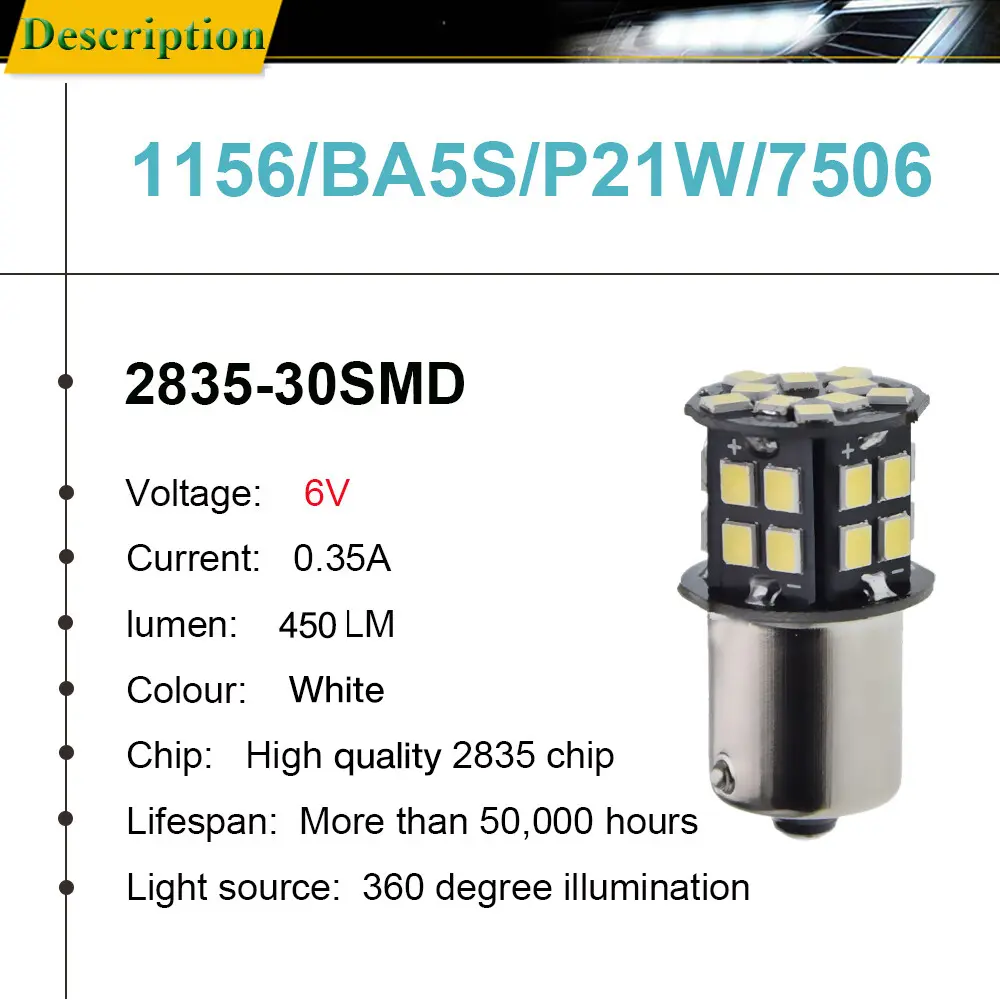 Description
1156/BA5S/P21W/7506
2835-30SMD
Voltage: 6V
Current: 0.35A
lumen: 450 LM
Colour: White
Chip: High quality 2835 chip
Lifespan: More than 50,000 hours
Light source: 360 degree illumination
+ +
- -